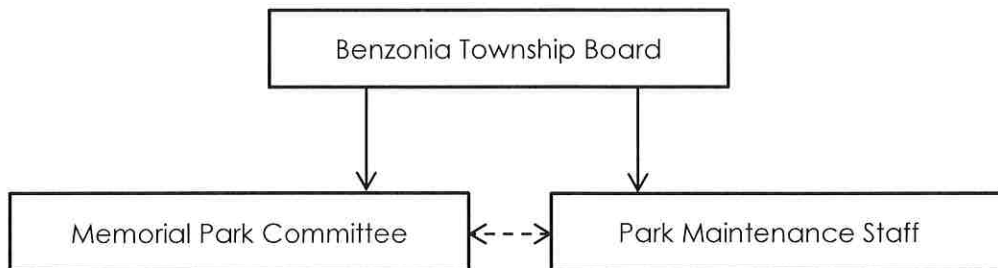 Benzonia Township Board
Memorial Park Committee
Park Maintenance Staff